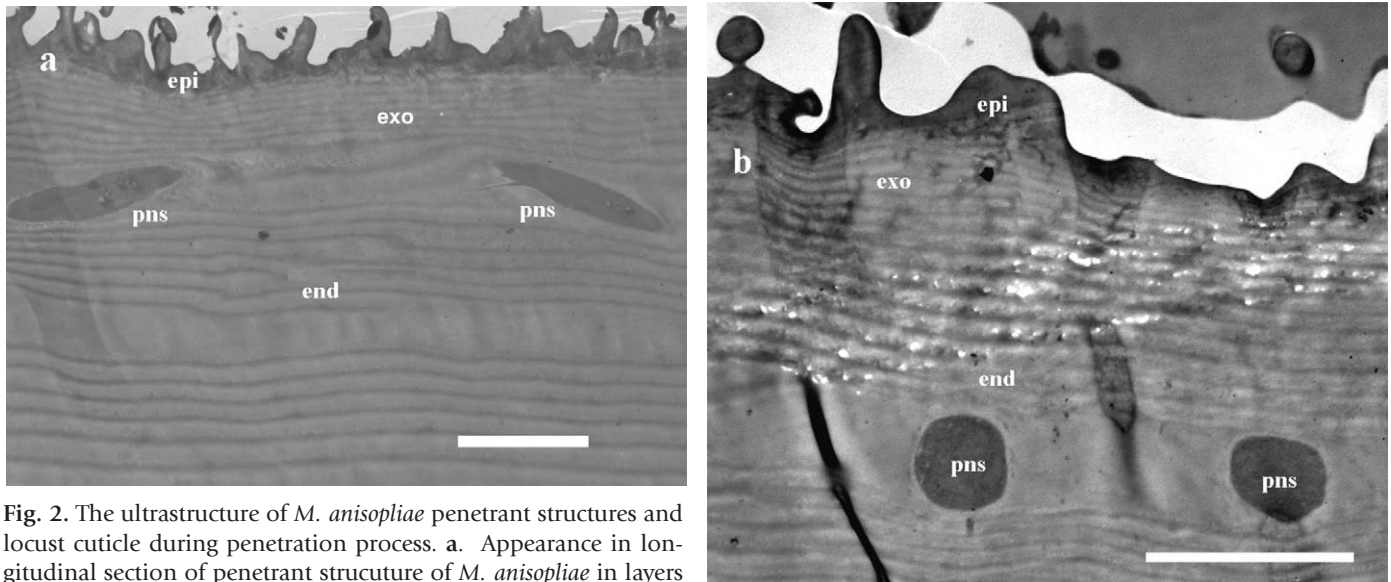 a
epi
exo
pns
pns
end
Fig. 2. The ultrastructure of M. anisopliae penetrant structures and
locust cuticle during penetration process. a. Appearance in lon-
gitudinal section of penetrant strucuture of M. anisopliae in layers
b
epi
exo
end
pns
pns